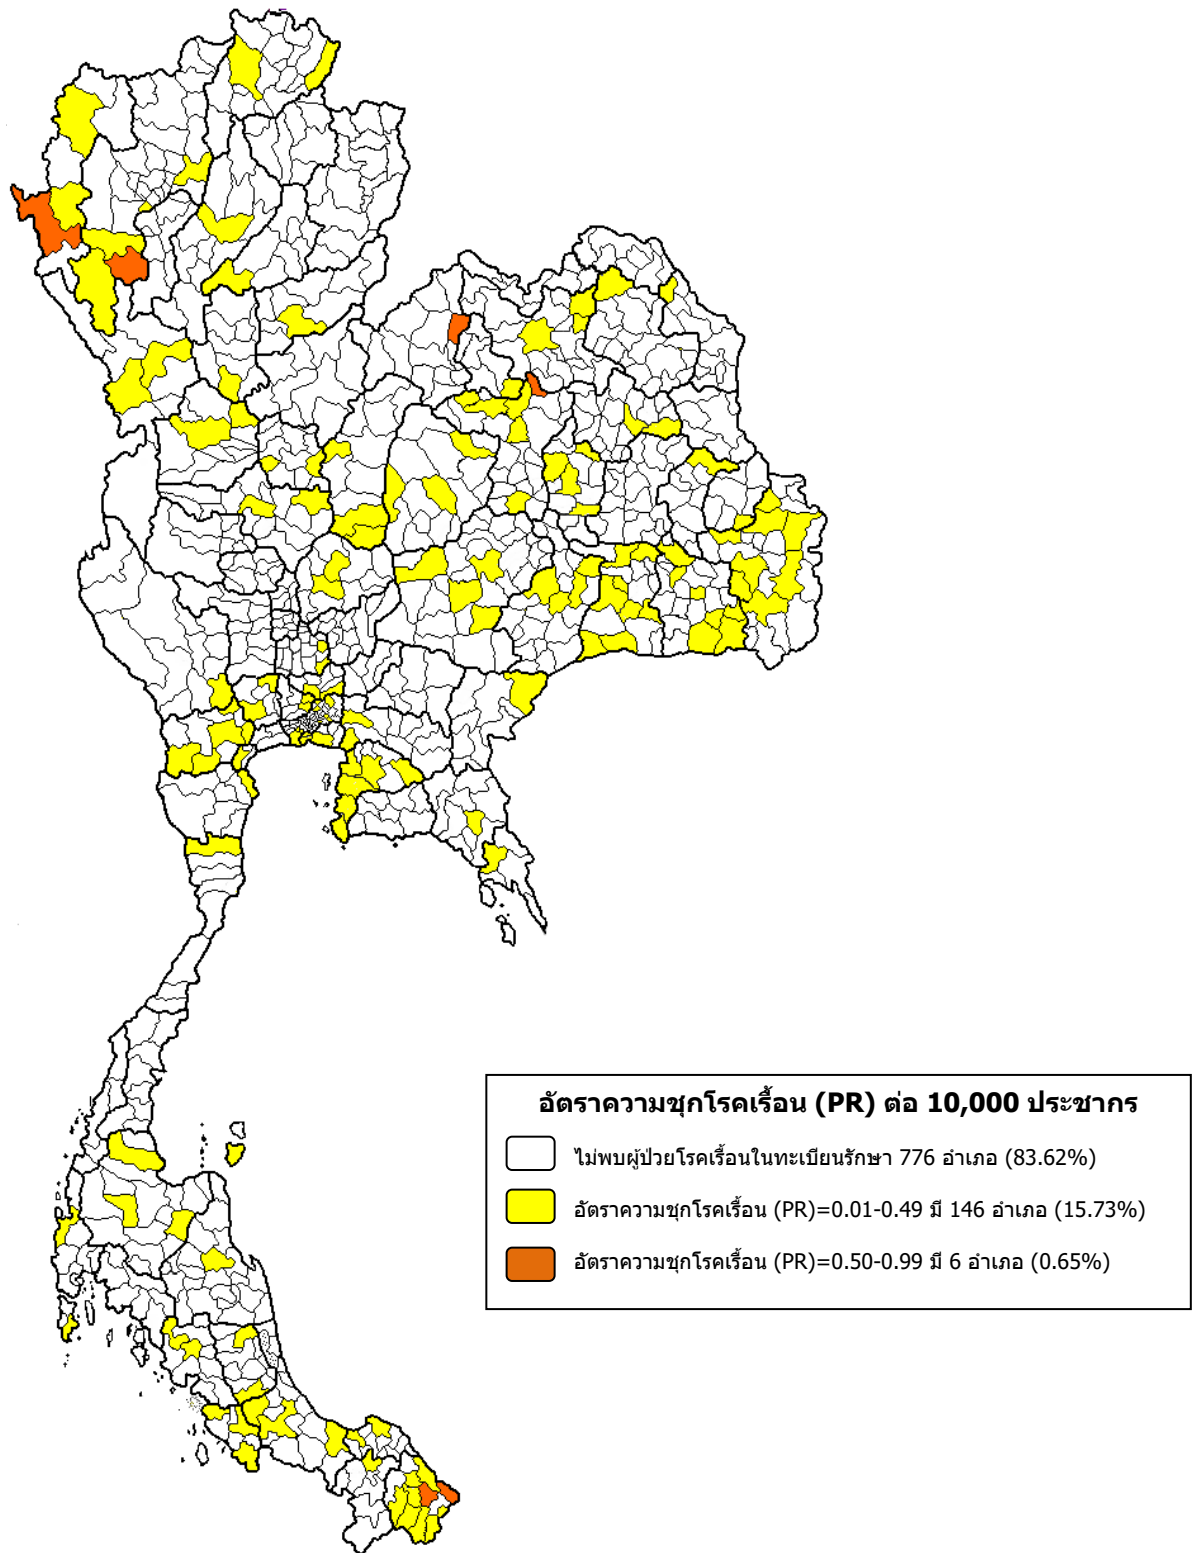 อัตราความชุกโรคเรื้อน (PR) ต่อ 10,000 ประชากร
ไม่พบผู้ป่วยโรคเรื้อนในทะเบียนรักษา 776 อำเภอ (83.62%)
อัตราความชุกโรคเรื้อน (PR)=0.01-0.49 มี 146 อำเภอ (15.73%)
อัตราความชุกโรคเรื้อน (PR)=0.50-0.99 มี 6 อำเภอ (0.65%)